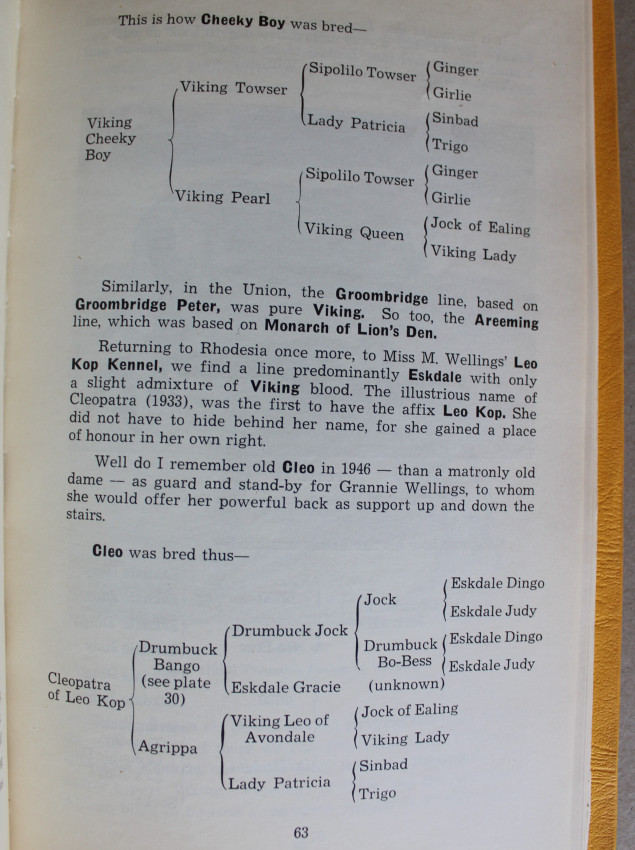 This is how Cheeky Boy was bred—
Viking Cheeky Boy
Viking Towser
Viking Pearl
Sipolilo Towser
Lady Patricia
Sipolilo Towser
Viking Queen
Ginger
Girlie
Sinbad
Trigo
Ginger
Girlie
Jock of Ealing
Viking Lady
Similarly, in the Union, the Groombridge line, based on
Groombridge Peter, was pure Viking. So too, the Areeming
line, which was based on Monarch of Lion's Den.
Returning to Rhodesia once more, to Miss M. Wellings' Leo
Kop Kennel, we find a line predominantly Eskdale with only
a slight admixture of Viking blood. The illustrious name of
Cleopatra (1933), was the first to have the affix Leo Kop. She
did not have to hide behind her name, for she gained a place
of honour in her own right.
Well do I remember old Cleo in 1946 — than a matronly old
dame — as guard and stand-by for Grannie Wellings, to whom
she would offer her powerful back as support up and down the
stairs.
Cleo was bred thus—
Cleopatra
of Leo Kop
Drumbuck
Bango
(see plate
30)
Agrippa
Drumbuck Jock
Eskdale Gracie
Viking Leo of
Avondale
Lady Patricia
Jock
Drumbuck
Bo-Bess
(unknown)
Jock of Ealing
Viking Lady
Sinbad
Trigo
Eskdale Dingo
Eskdale Judy
Eskdale Dingo
Eskdale Judy
63